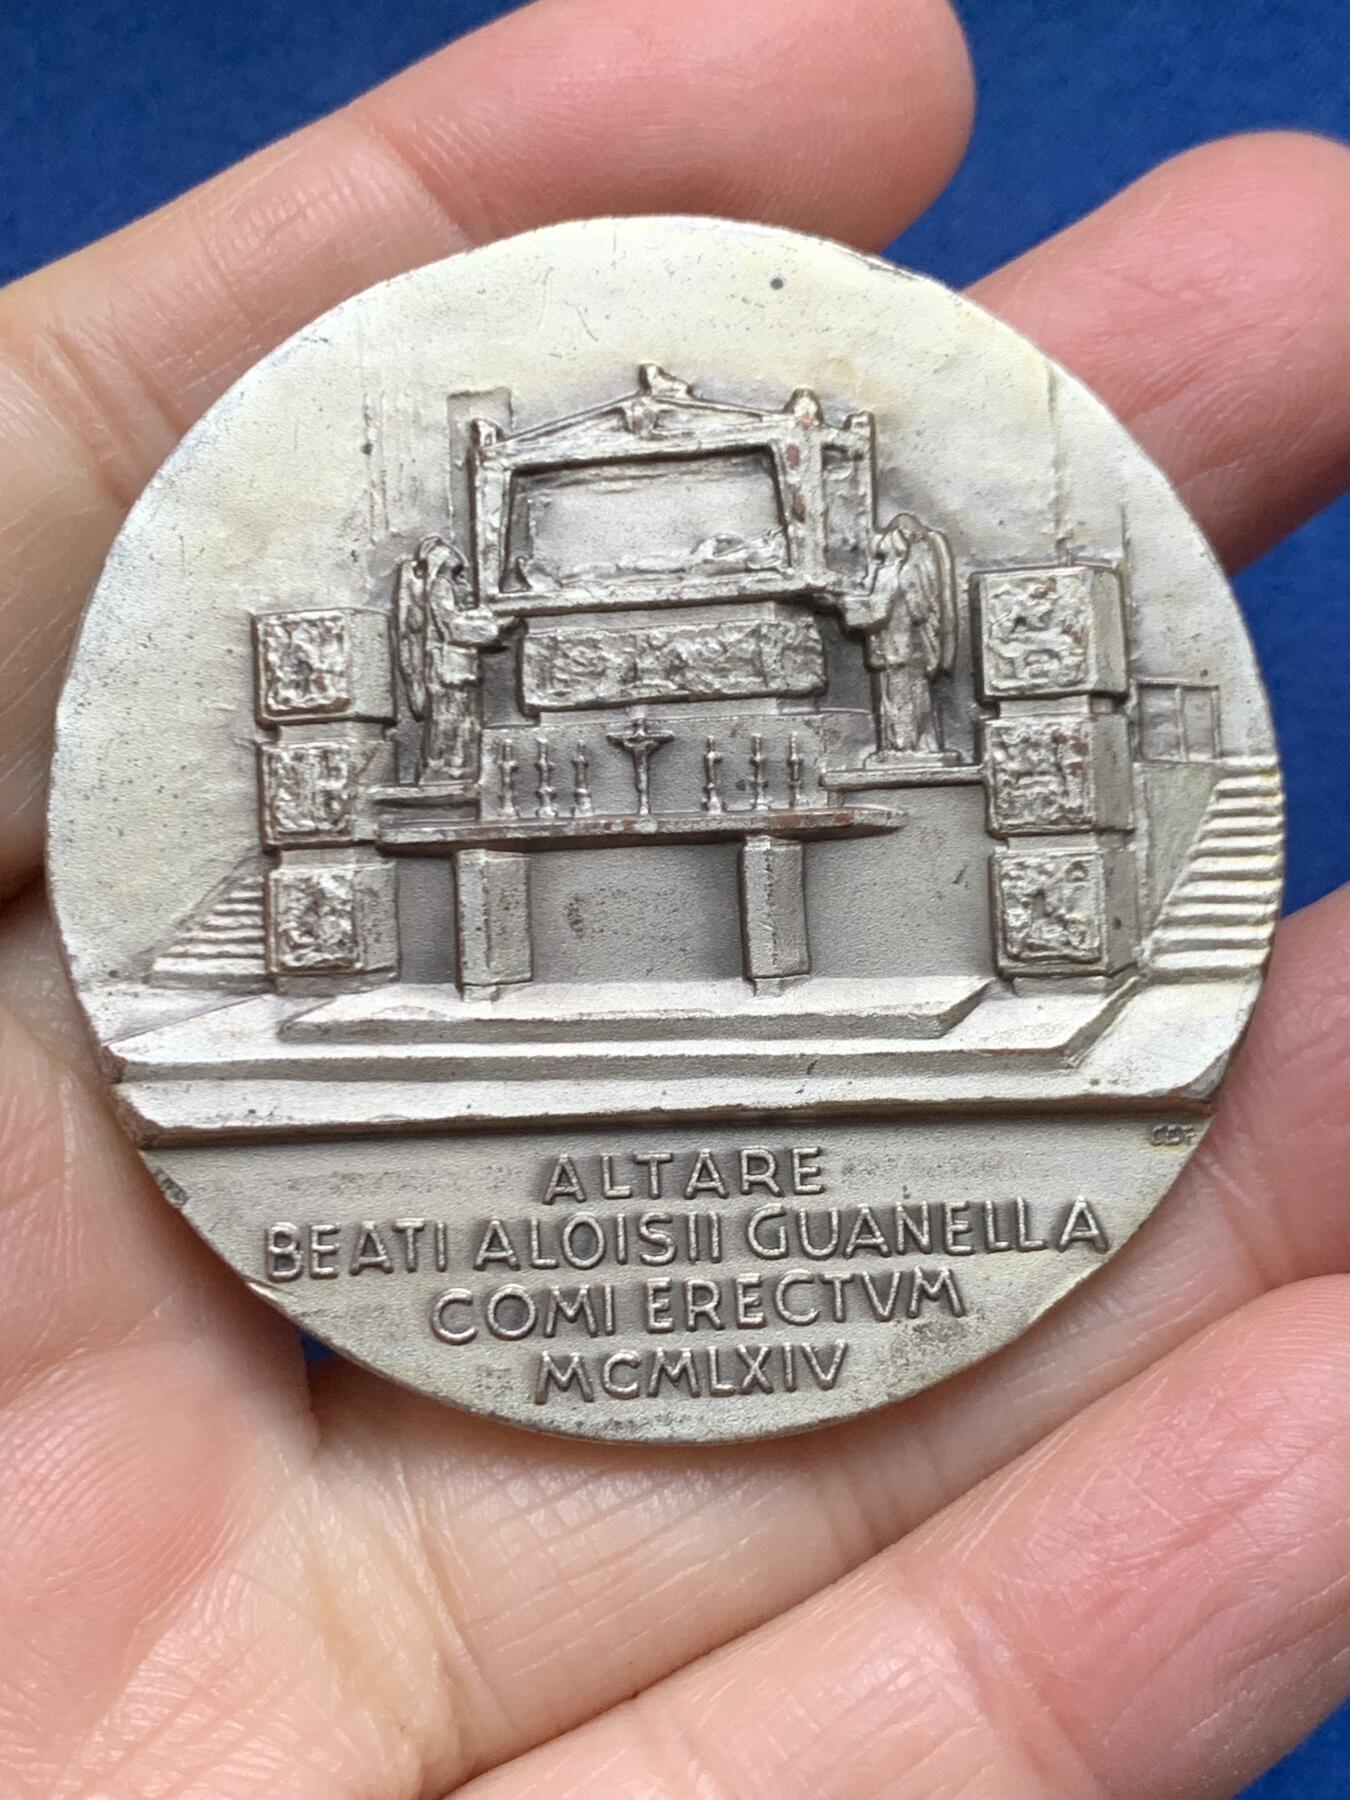 ALTARE
BEATI ALOISII GUANELLA
COMI ERECTVM
MCMLXIV